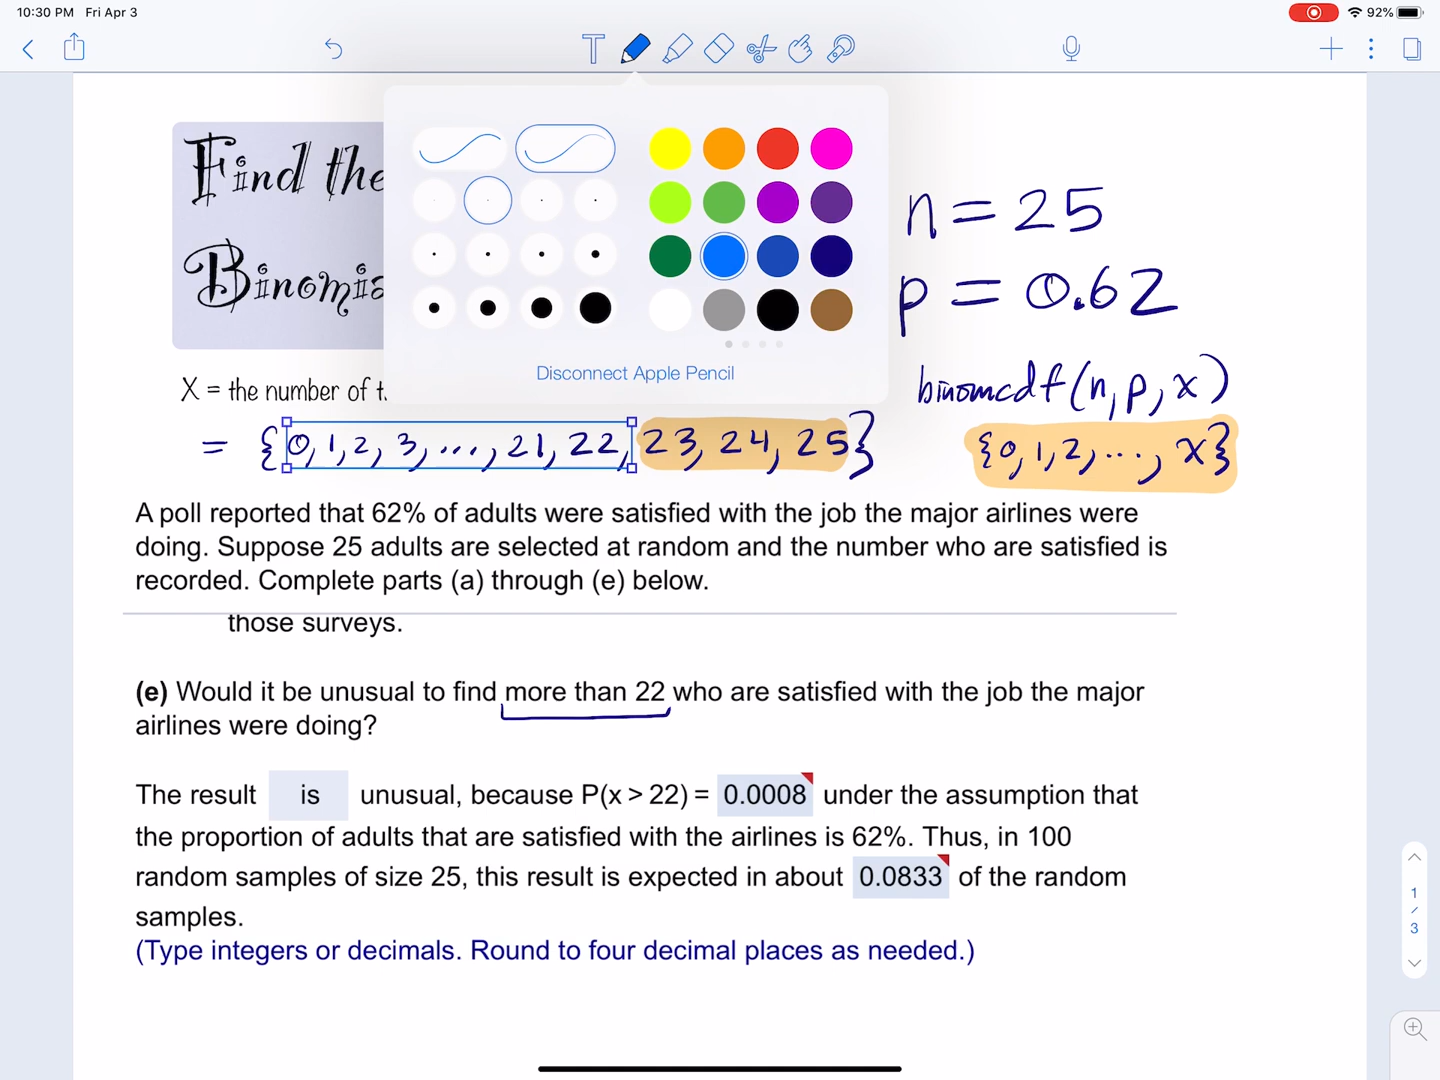 10:30 PM Fri Apr 3
92%
T
Find the
n = 25
Binomia
p = 0.62
Disconnect Apple Pencil
X = the number of t
binomcdf(n, p, x)
= {0, 1, 2, 3, ..., 21, 22, 23, 24, 25}
{0, 1, 2, ..., x}
A poll reported that 62% of adults were satisfied with the job the major airlines were
doing. Suppose 25 adults are selected at random and the number who are satisfied is
recorded. Complete parts (a) through (e) below.
those surveys.
(e) Would it be unusual to find more than 22 who are satisfied with the job the major
airlines were doing?
The result is unusual, because P(x > 22) = 0.0008 under the assumption that
the proportion of adults that are satisfied with the airlines is 62%. Thus, in 100
random samples of size 25, this result is expected in about 0.0833 of the random
samples.
(Type integers or decimals. Round to four decimal places as needed.)
1
/
3